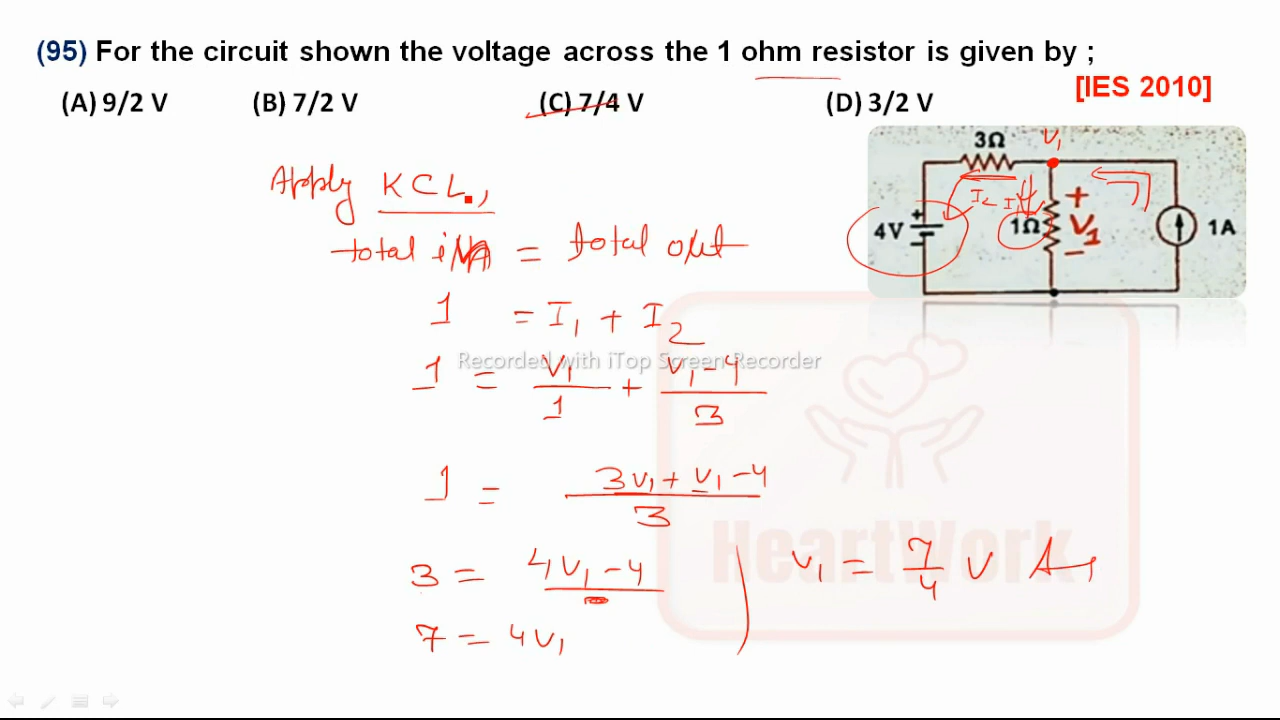 (95) For the circuit shown the voltage across the 1 ohm resistor is given by ;
[IES 2010]
(A) 9/2 V (B) 7/2 V (C) 7/4 V (D) 3/2 V
3Ω V₁
I₂ I₁
4V 1Ω + V₁ − 1A
Apply KCL,
total in = total out
1 = I₁ + I₂
Recorded with iTop Screen Recorder
1 = V₁/1 + V₁-4/3
1 = 3V₁+V₁-4/3
3 = 4V₁-4
7 = 4V₁
V₁ = 7/4 V Ans
HeartWork